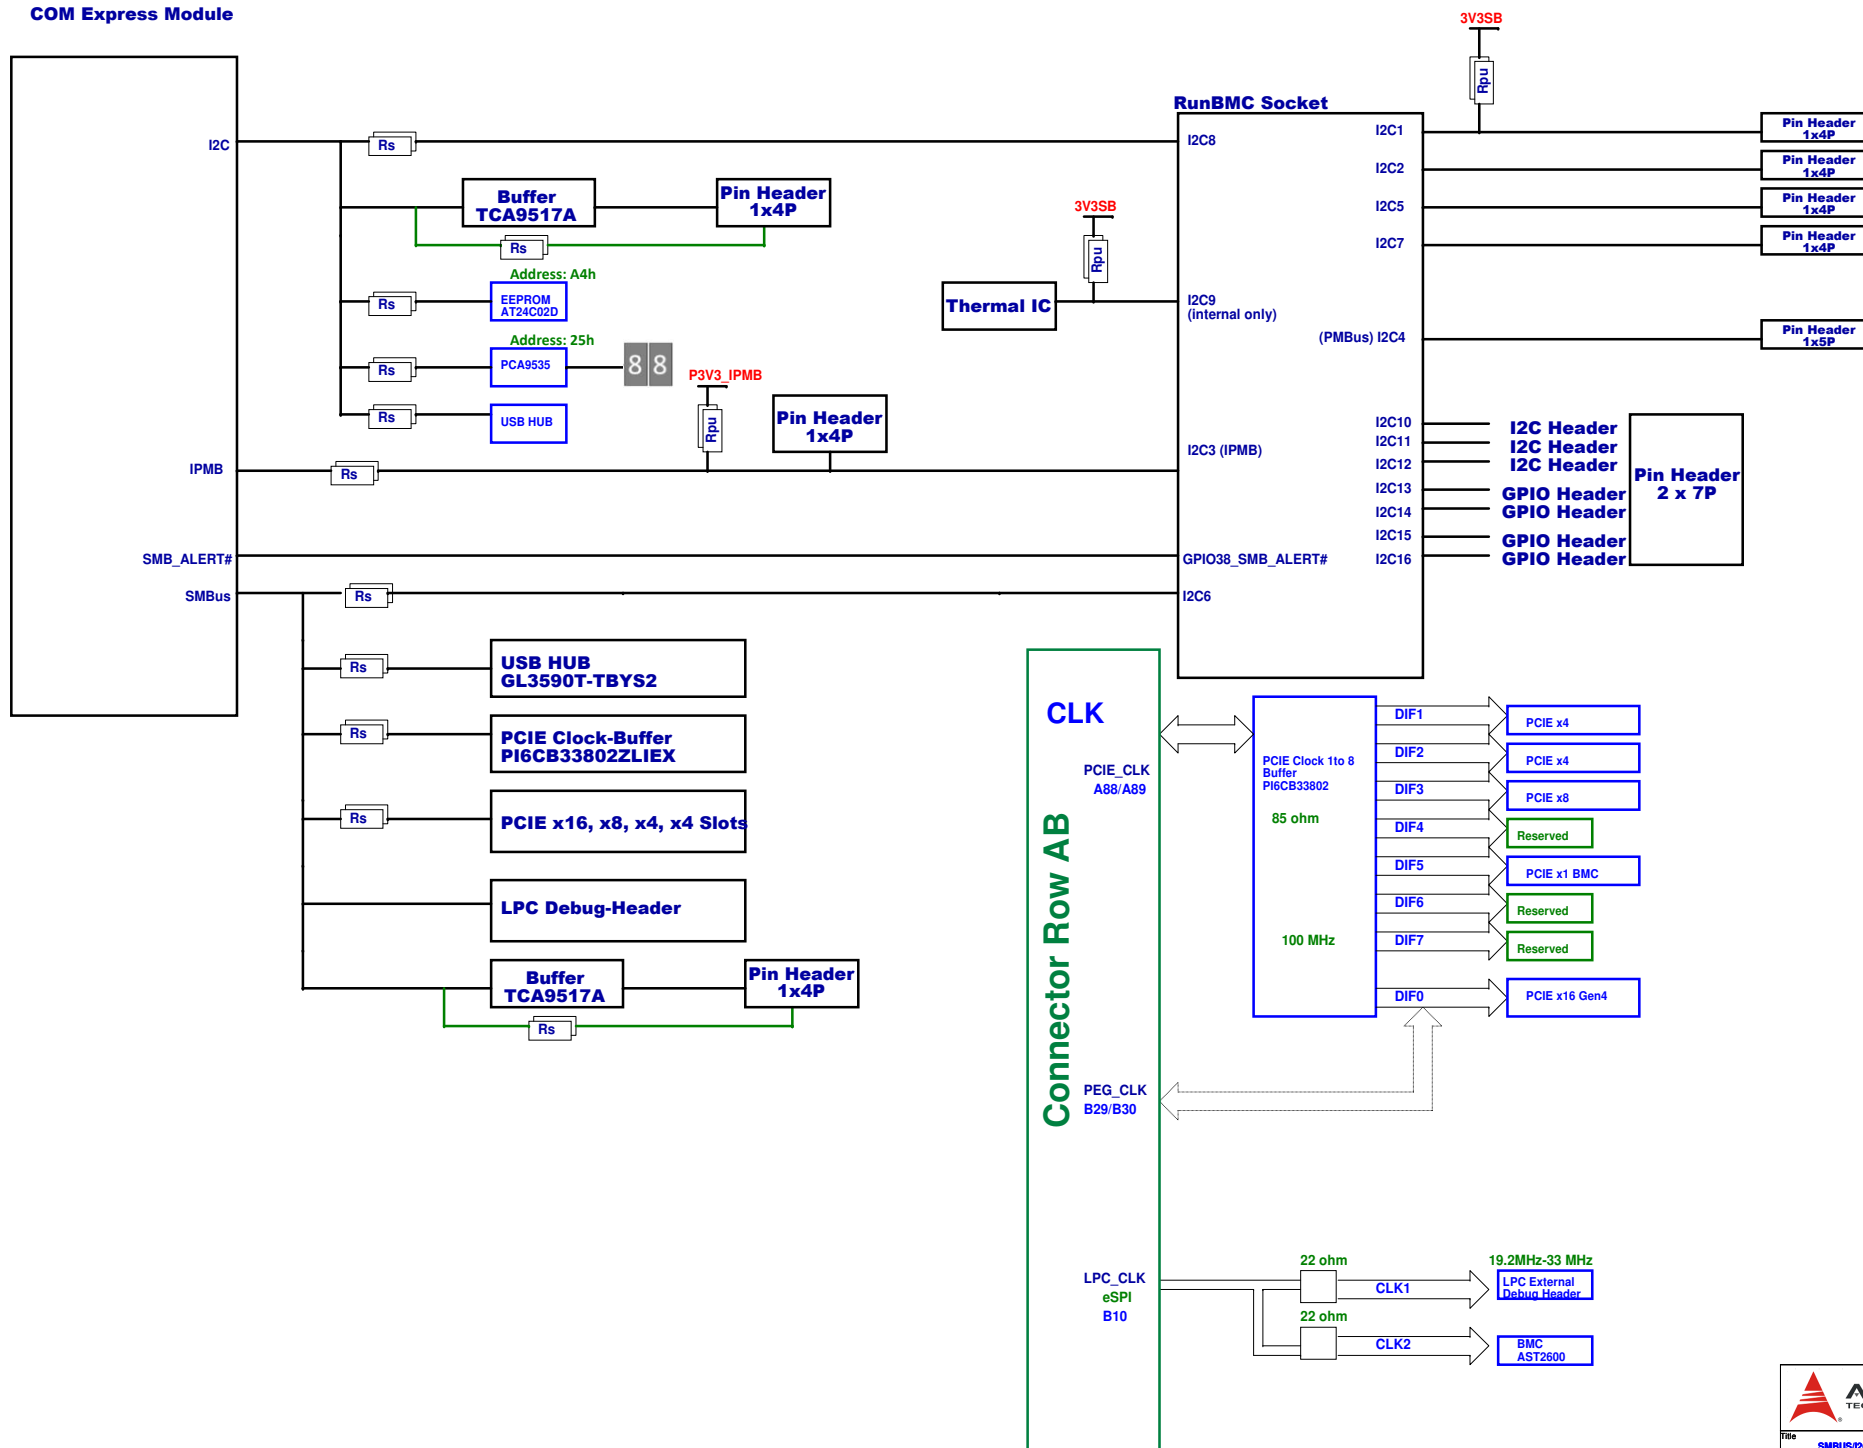 COM Express Module
I2C
IPMB
SMB_ALERT#
SMBus
Rs
Buffer
TCA9517A
Pin Header
1x4P
Rs
Address: A4h
Rs
EEPROM
AT24C02D
Address: 25h
Rs
PCA9535
88
Rs
USB HUB
P3V3_IPMB
Rpu
Pin Header
1x4P
Rs
Rs
Rs
USB HUB
GL3590T-TBYS2
Rs
PCIE Clock-Buffer
PI6CB33802ZLIEX
Rs
PCIE x16, x8, x4, x4 Slots
LPC Debug-Header
Buffer
TCA9517A
Pin Header
1x4P
Rs
3V3SB
Rpu
Thermal IC
RunBMC Socket
I2C8
I2C9
(internal only)
I2C3 (IPMB)
GPIO38_SMB_ALERT#
I2C6
I2C1
I2C2
I2C5
I2C7
(PMBus) I2C4
I2C10
I2C11
I2C12
I2C13
I2C14
I2C15
I2C16
3V3SB
Rpu
Pin Header
1x4P
Pin Header
1x4P
Pin Header
1x4P
Pin Header
1x4P
Pin Header
1x5P
I2C Header
I2C Header
I2C Header
GPIO Header
GPIO Header
GPIO Header
GPIO Header
Pin Header
2 x 7P
Connector Row AB
CLK
PCIE_CLK
A88/A89
PEG_CLK
B29/B30
LPC_CLK
eSPI
B10
PCIE Clock 1to 8
Buffer
PI6CB33802
85 ohm
100 MHz
DIF1
PCIE x4
DIF2
PCIE x4
DIF3
PCIE x8
DIF4
Reserved
DIF5
PCIE x1 BMC
DIF6
Reserved
DIF7
Reserved
DIF0
PCIE x16 Gen4
22 ohm
CLK1
19.2MHz-33 MHz
LPC External
Debug Header
22 ohm
CLK2
BMC
AST2600
Title